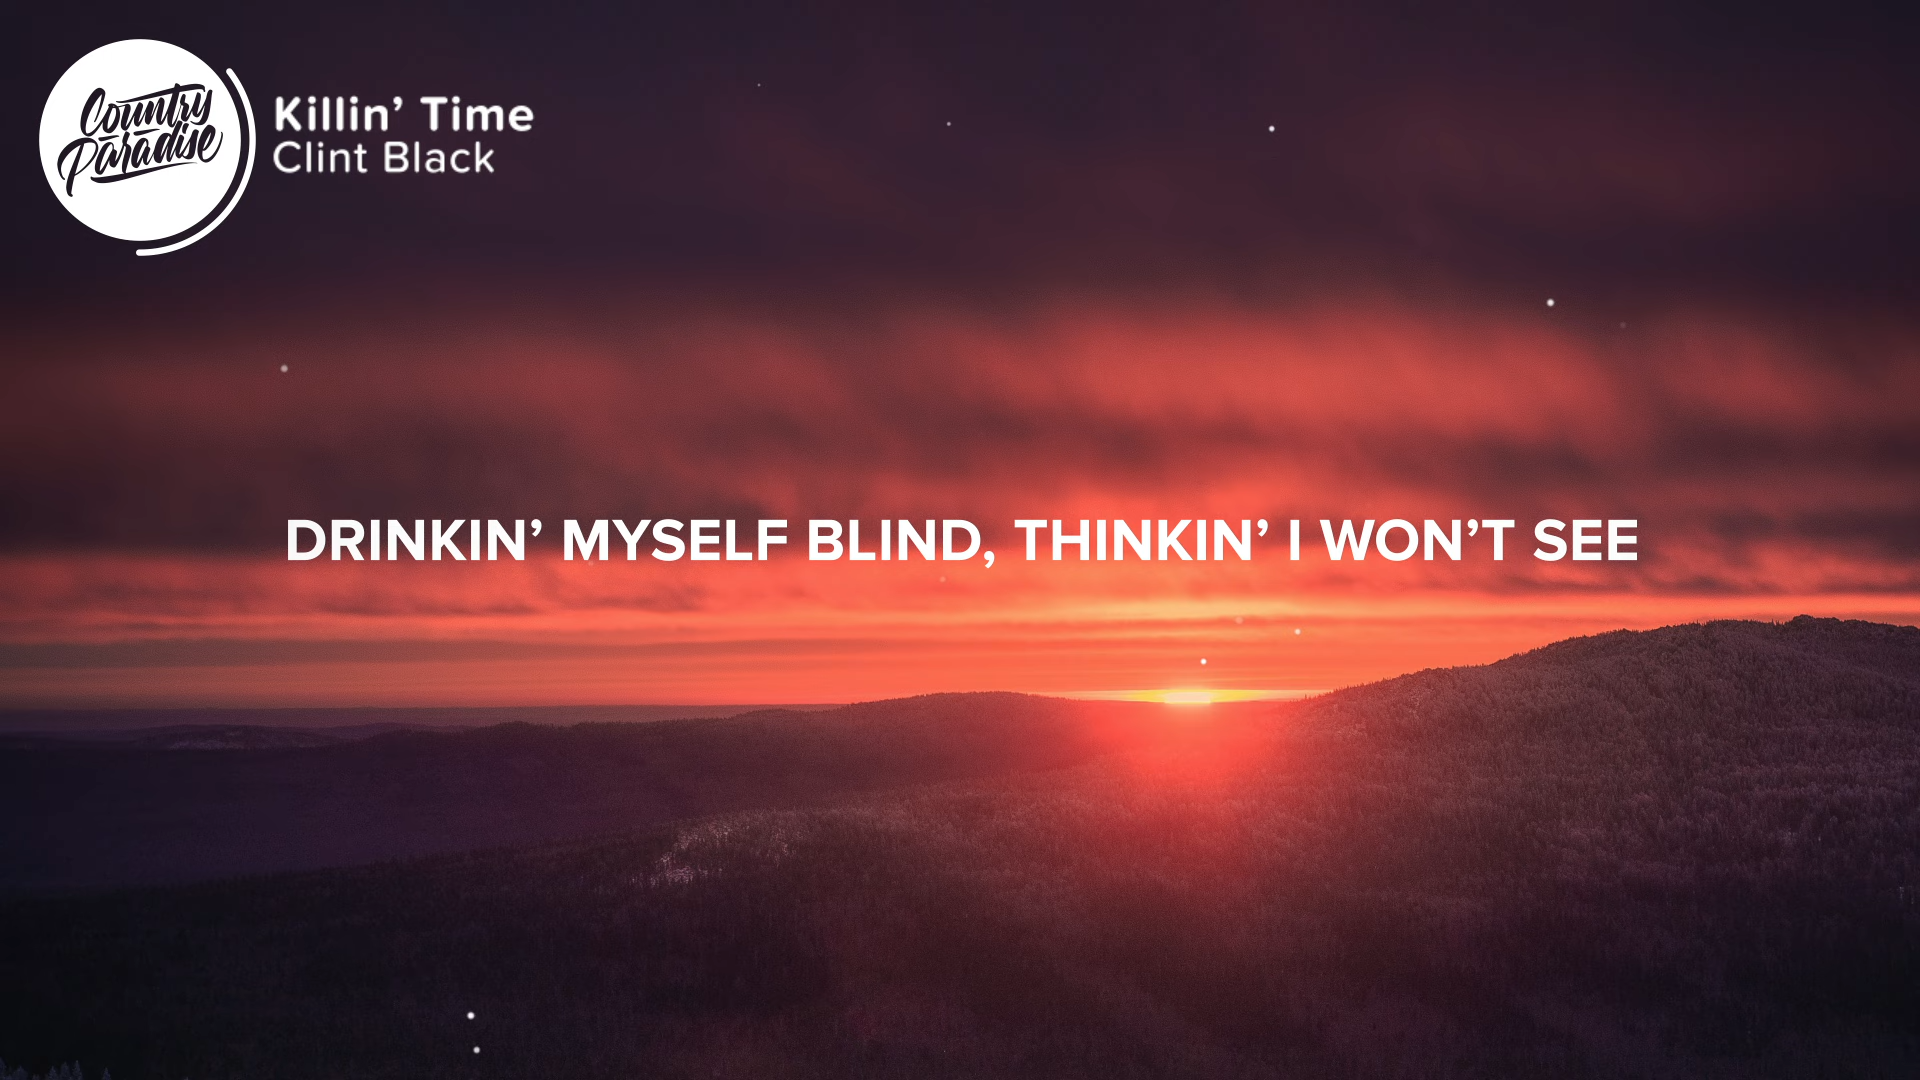 Country
Paradise
Killin’ Time
Clint Black
DRINKIN’ MYSELF BLIND, THINKIN’ I WON’T SEE